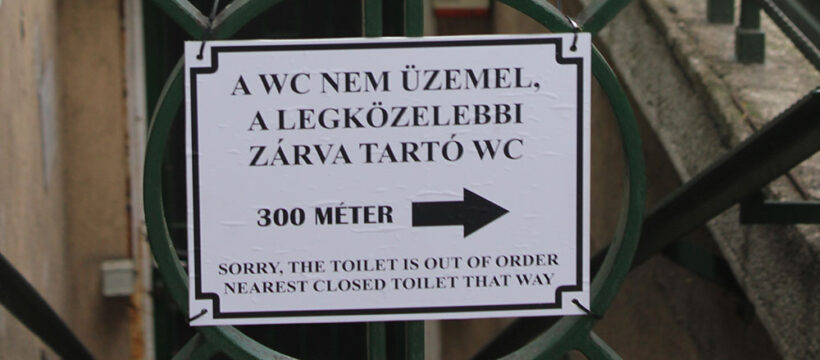 A WC NEM ÜZEMEL,
A LEGKÖZELEBBI
ZÁRVA TARTÓ WC
300 MÉTER
SORRY, THE TOILET IS OUT OF ORDER
NEAREST CLOSED TOILET THAT WAY